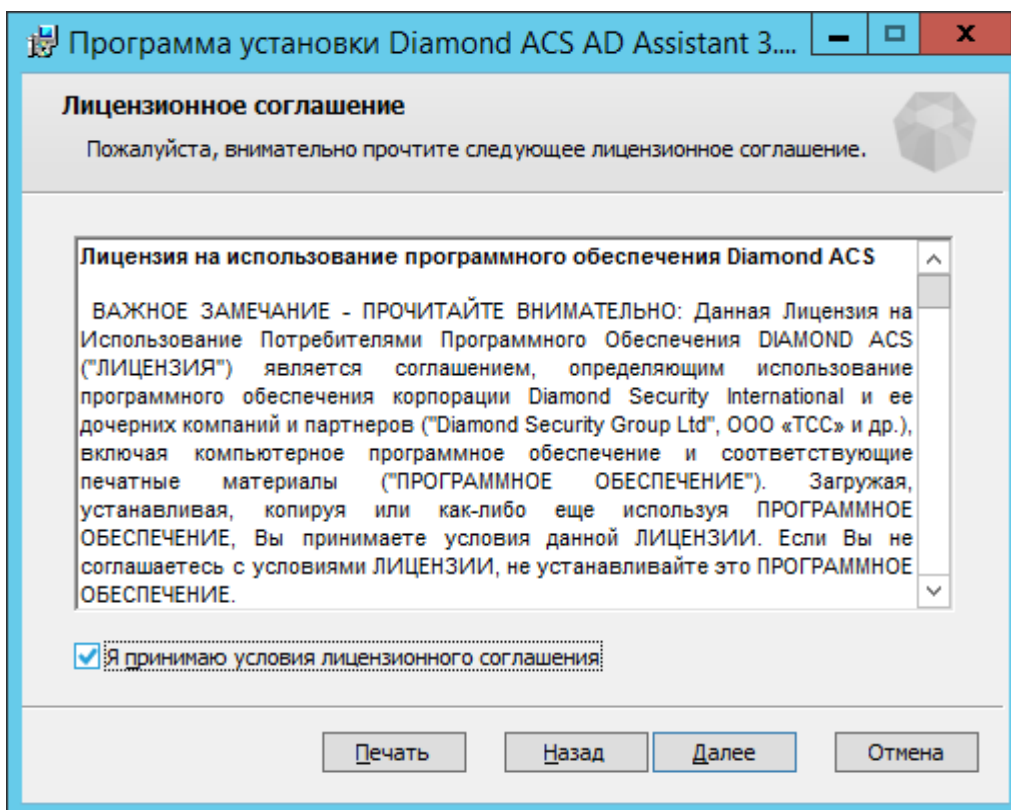 Программа установки Diamond ACS AD Assistant 3....
Лицензионное соглашение
Пожалуйста, внимательно прочтите следующее лицензионное соглашение.
Лицензия на использование программного обеспечения Diamond ACS
ВАЖНОЕ ЗАМЕЧАНИЕ - ПРОЧИТАЙТЕ ВНИМАТЕЛЬНО: Данная Лицензия на
Использование Потребителями Программного Обеспечения DIAMOND ACS
("ЛИЦЕНЗИЯ") является соглашением, определяющим использование
программного обеспечения корпорации Diamond Security International и ее
дочерних компаний и партнеров ("Diamond Security Group Ltd", ООО «ТСС» и др.),
включая компьютерное программное обеспечение и соответствующие
печатные материалы ("ПРОГРАММНОЕ ОБЕСПЕЧЕНИЕ"). Загружая,
устанавливая, копируя или как-либо еще используя ПРОГРАММНОЕ
ОБЕСПЕЧЕНИЕ, Вы принимаете условия данной ЛИЦЕНЗИИ. Если Вы не
соглашаетесь с условиями ЛИЦЕНЗИИ, не устанавливайте это ПРОГРАММНОЕ
ОБЕСПЕЧЕНИЕ.
Я принимаю условия лицензионного соглашения
Печать Назад Далее Отмена